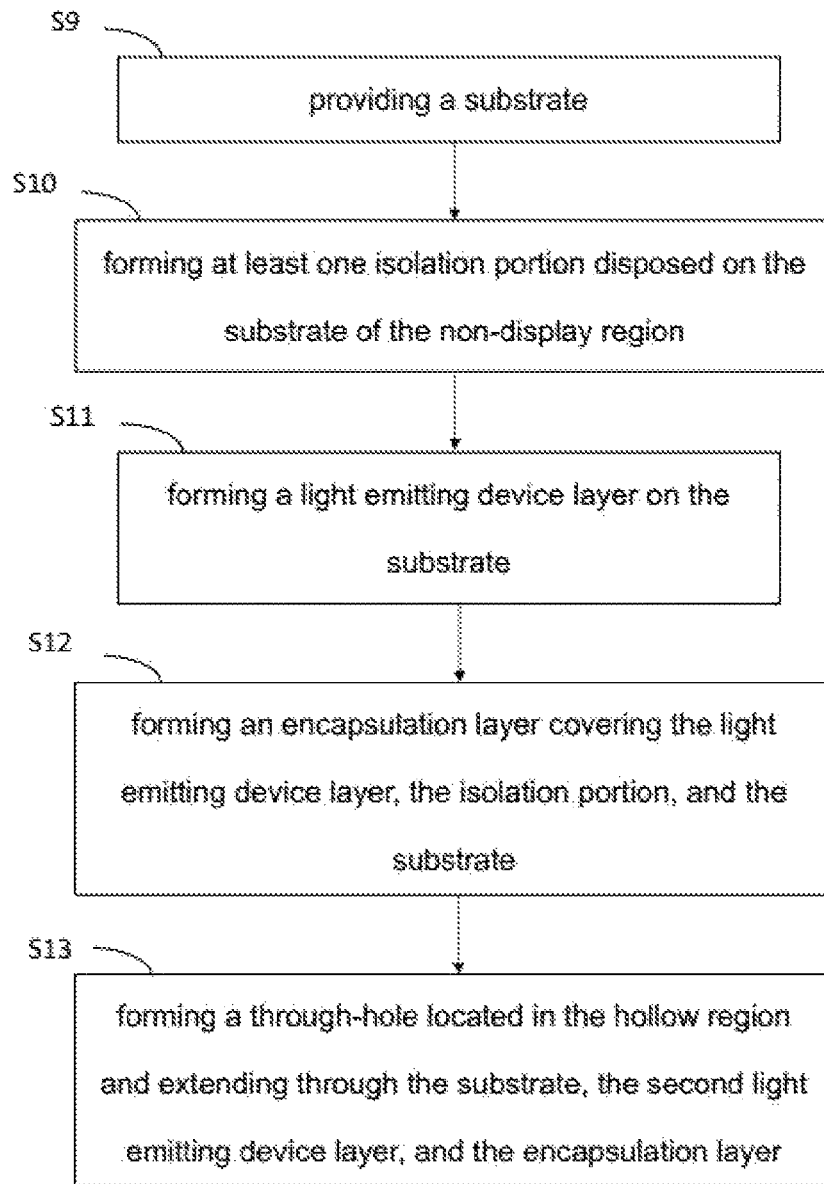 S9
providing a substrate
S10
forming at least one isolation portion disposed on the
substrate of the non-display region
S11
forming a light emitting device layer on the
substrate
S12
forming an encapsulation layer covering the light
emitting device layer, the isolation portion, and the
substrate
S13
forming a through-hole located in the hollow region
and extending through the substrate, the second light
emitting device layer, and the encapsulation layer